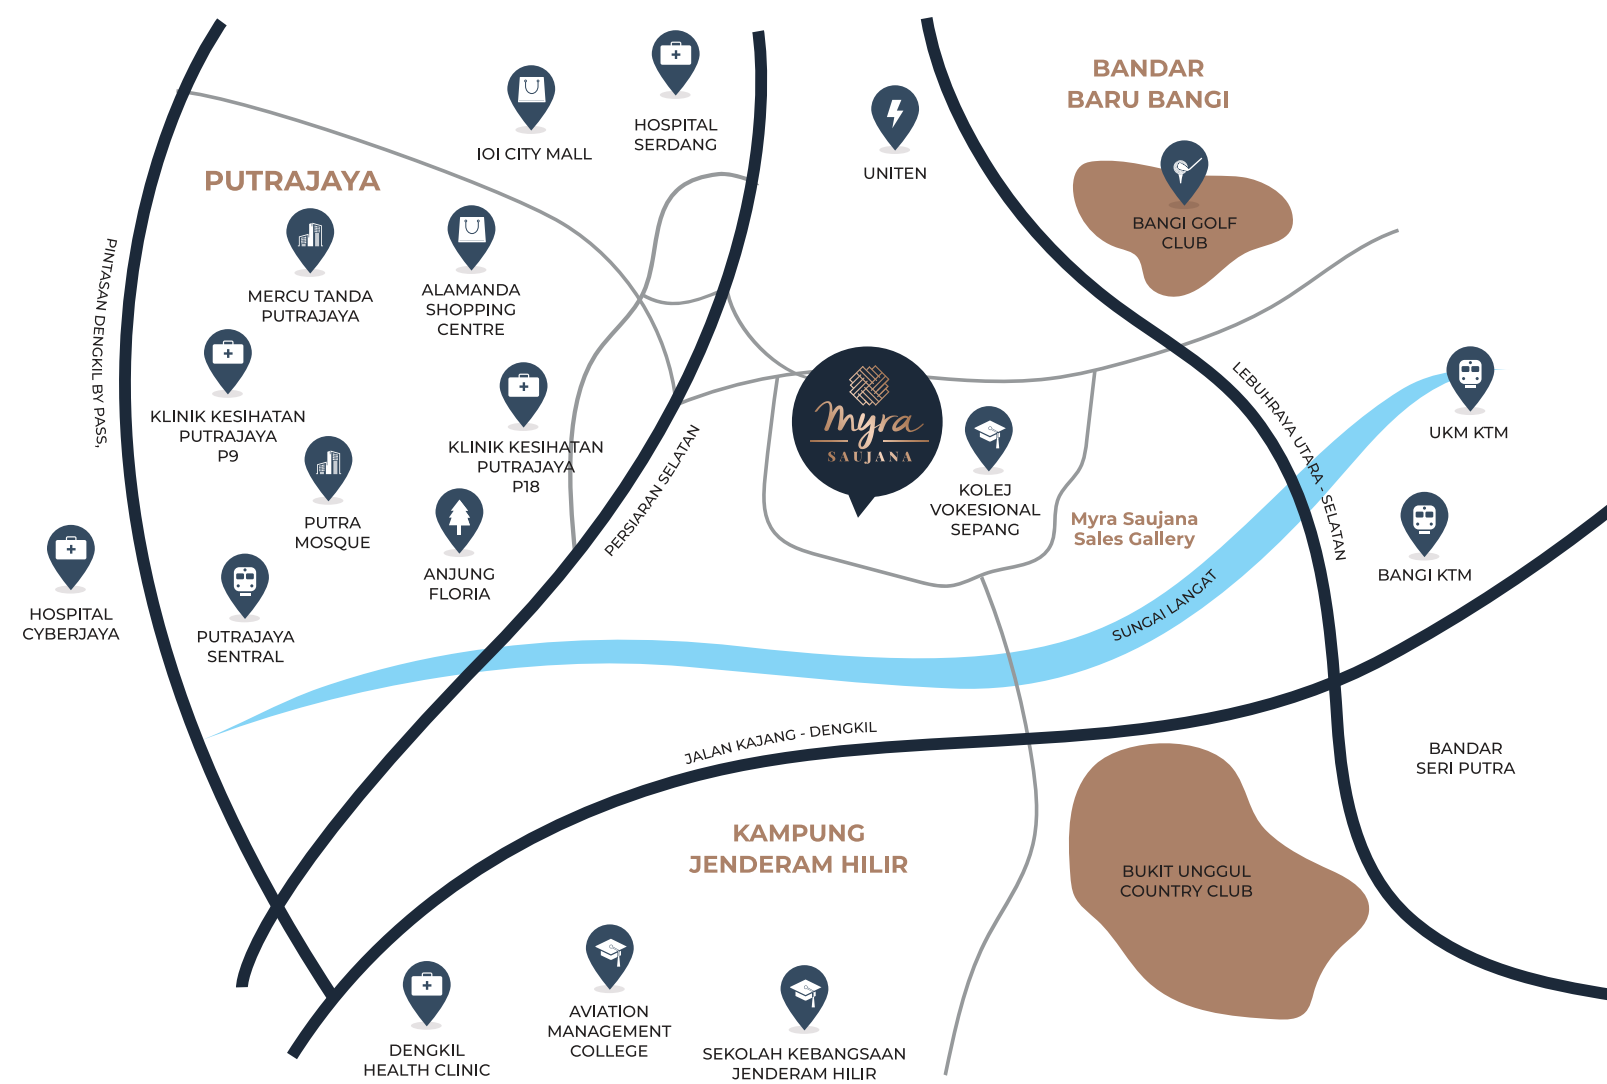 BANDAR
BARU BANGI
HOSPITAL
SERDANG
IOI CITY MALL
UNITEN
PUTRAJAYA
BANGI GOLF
CLUB
MERCU TANDA
PUTRAJAYA
ALAMANDA
SHOPPING
CENTRE
PINTASAN DENGKIL BY PASS,
KLINIK KESIHATAN
PUTRAJAYA
P9
KLINIK KESIHATAN
PUTRAJAYA
P18
PERSIARAN SELATAN
Myra
SAUJANA
KOLEJ
VOKESIONAL
SEPANG
LEBUHRAYA UTARA - SELATAN
UKM KTM
PUTRA
MOSQUE
Myra Saujana
Sales Gallery
ANJUNG
FLORIA
BANGI KTM
HOSPITAL
CYBERJAYA
PUTRAJAYA
SENTRAL
SUNGAI LANGAT
JALAN KAJANG - DENGKIL
BANDAR
SERI PUTRA
KAMPUNG
JENDERAM HILIR
BUKIT UNGGUL
COUNTRY CLUB
AVIATION
MANAGEMENT
COLLEGE
DENGKIL
HEALTH CLINIC
SEKOLAH KEBANGSAAN
JENDERAM HILIR